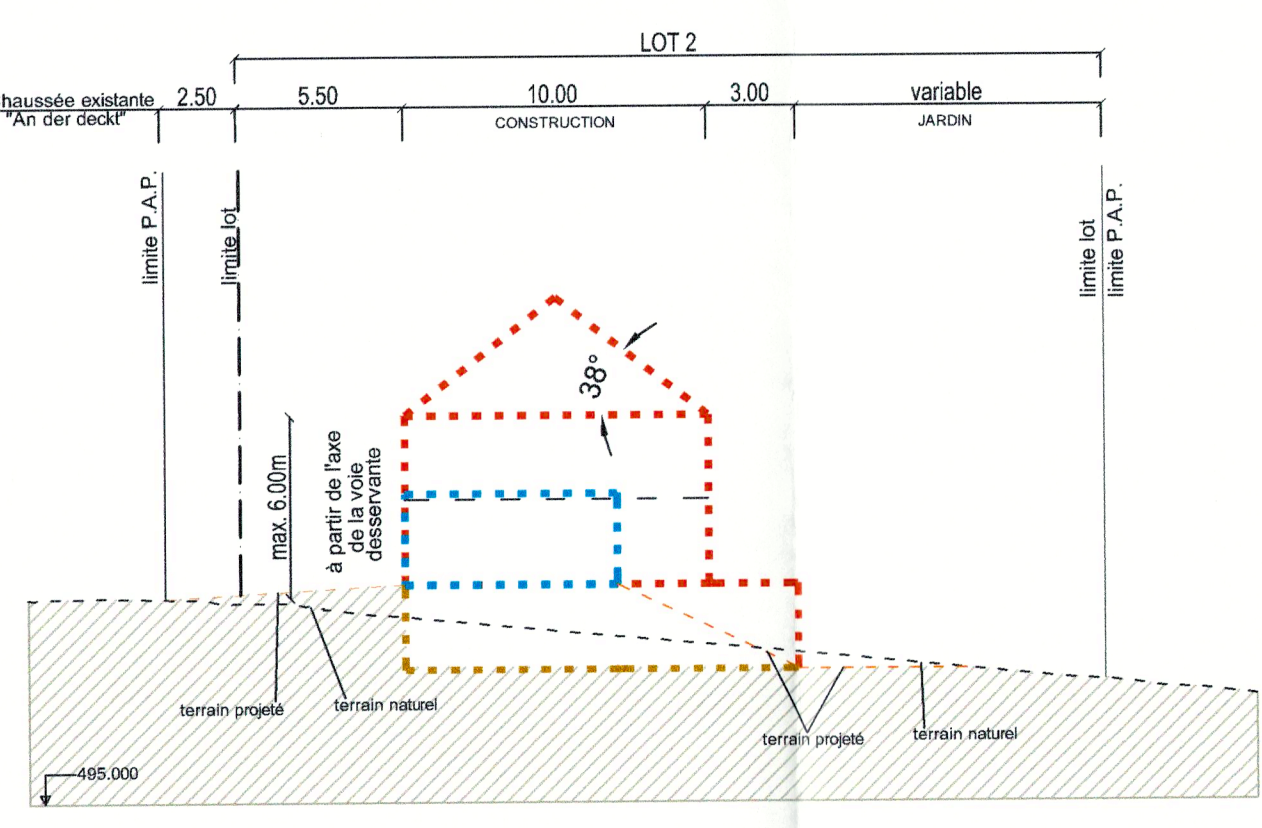 LOT 2
haussée existante
"An der deckt"
2.50
5.50
10.00
3.00
variable
CONSTRUCTION
JARDIN
limite P.A.P.
limite lot
limite lot
limite P.A.P.
38°
max. 6.00m
à partir de l'axe
de la voie
desservante
terrain projeté
terrain naturel
terrain projeté
terrain naturel
495.000